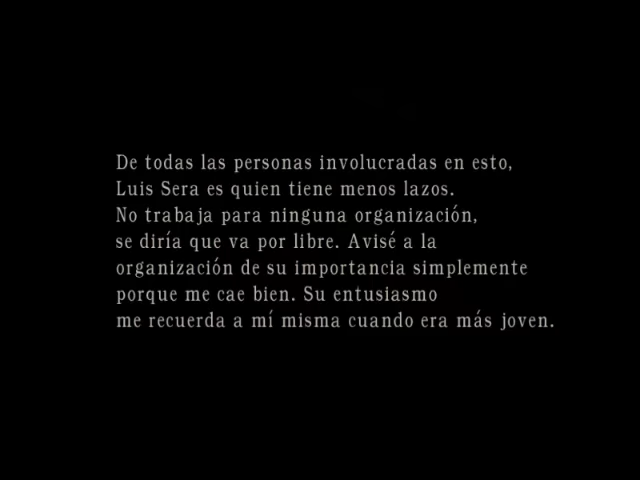 De todas las personas involucradas en esto,
Luis Sera es quien tiene menos lazos.
No trabaja para ninguna organización,
se diría que va por libre. Avisé a la
organización de su importancia simplemente
porque me cae bien. Su entusiasmo
me recuerda a mí misma cuando era más joven.